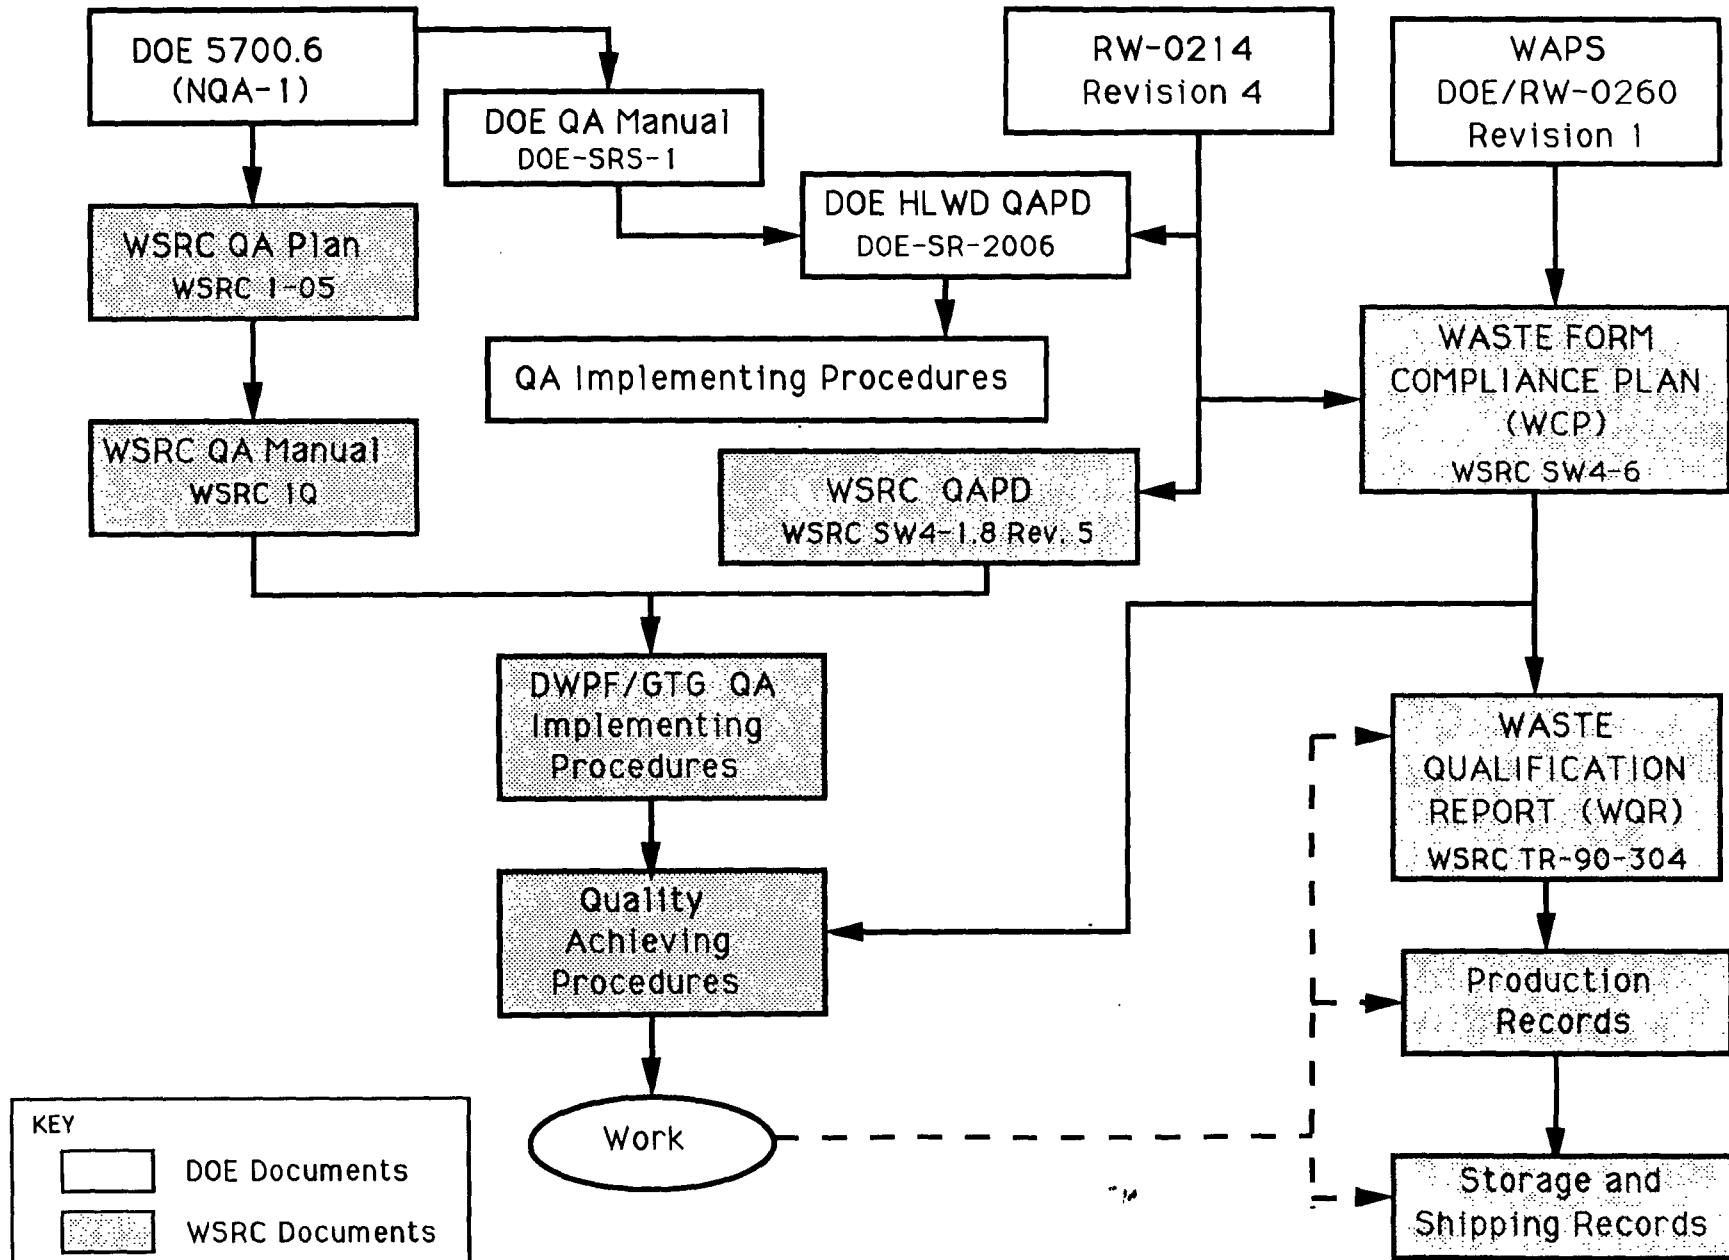 DOE 5700.6
(NQA-1)
DOE QA Manual
DOE-SRS-1
RW-0214
Revision 4
WAPS
DOE/RW-0260
Revision 1
DOE HLWD QAPD
DOE-SR-2006
WSRC QA Plan
WSRC 1-05
QA Implementing Procedures
WASTE FORM
COMPLIANCE PLAN
(WCP)
WSRC SW4-6
WSRC QA Manual
WSRC 1Q
WSRC QAPD
WSRC SW4-1.8 Rev. 5
DWPF/GTG QA
Implementing
Procedures
WASTE
QUALIFICATION
REPORT (WQR)
WSRC TR-90-304
Quality
Achieving
Procedures
Production
Records
Work
Storage and
Shipping Records
KEY
DOE Documents
WSRC Documents